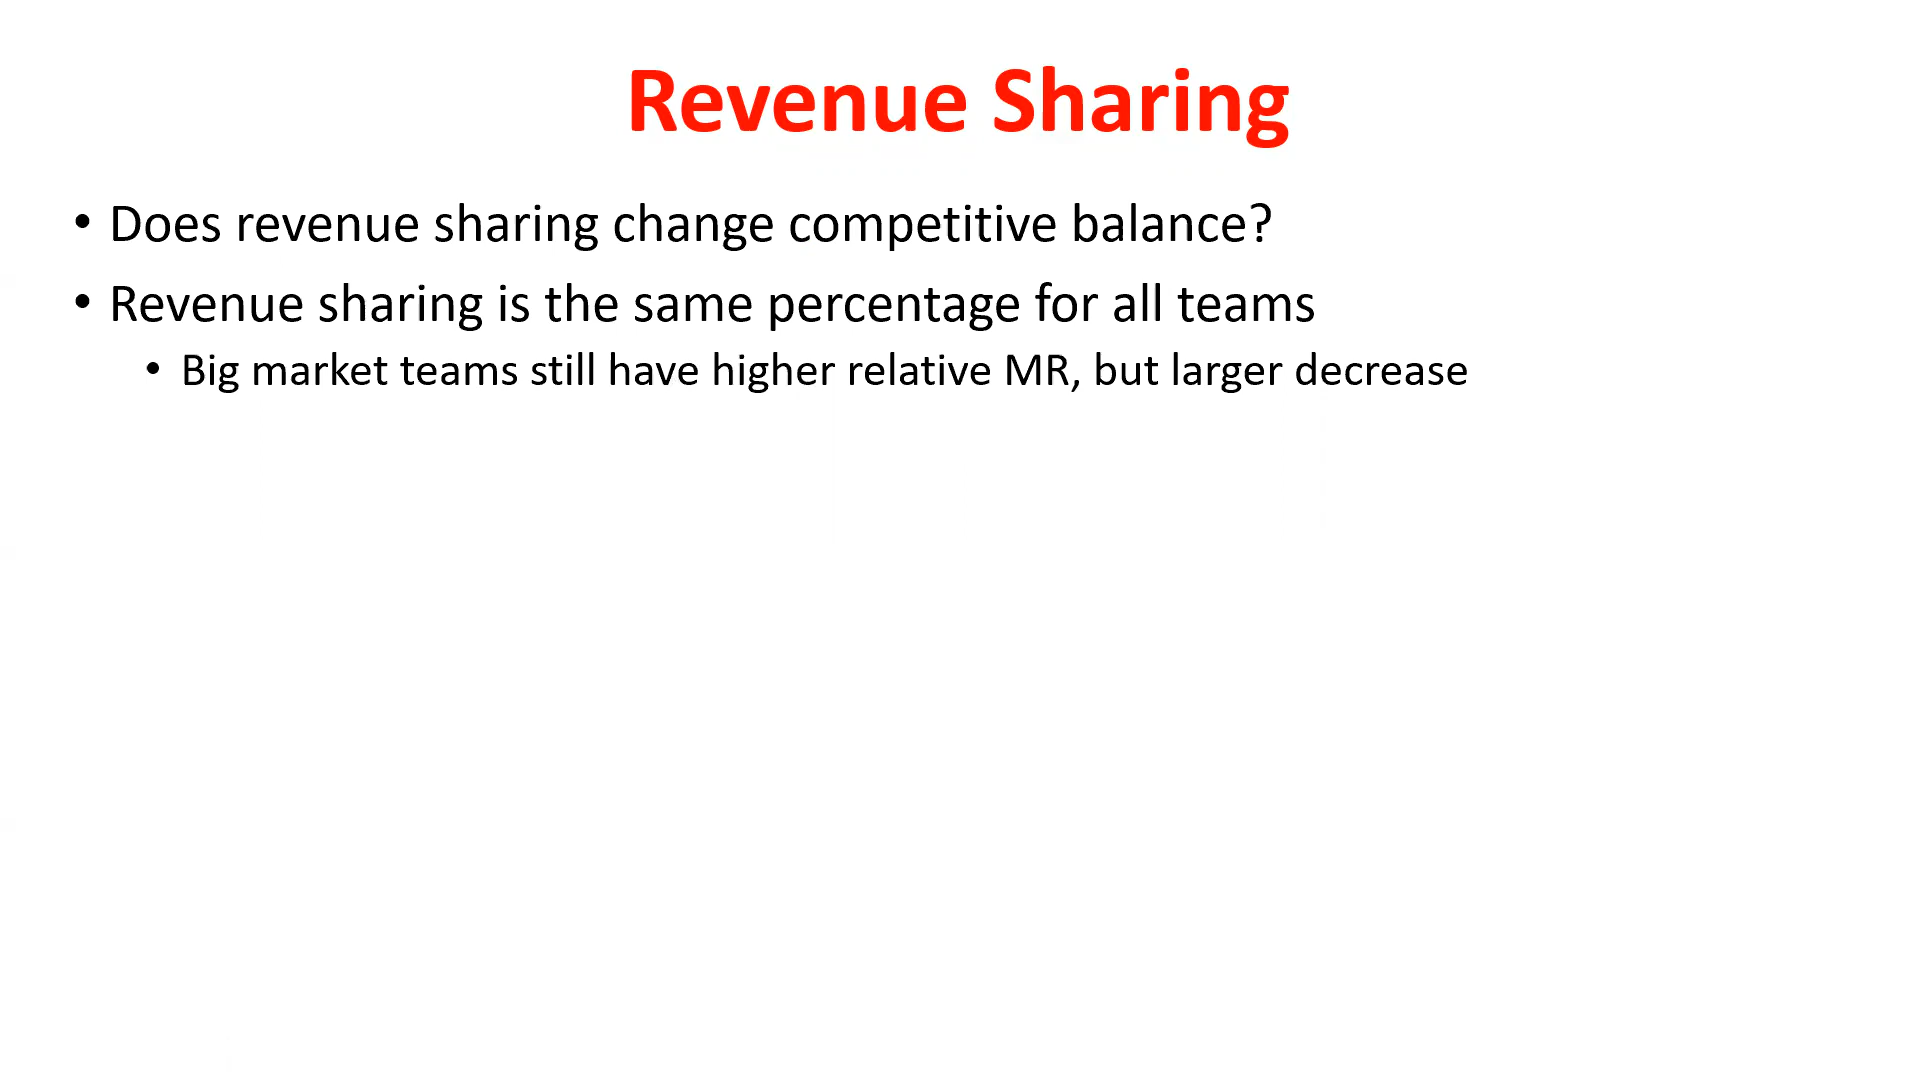 Revenue Sharing
• Does revenue sharing change competitive balance?
• Revenue sharing is the same percentage for all teams
• Big market teams still have higher relative MR, but larger decrease